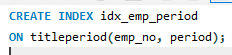 CREATE INDEX idx_emp_period
ON titleperiod(emp_no, period);